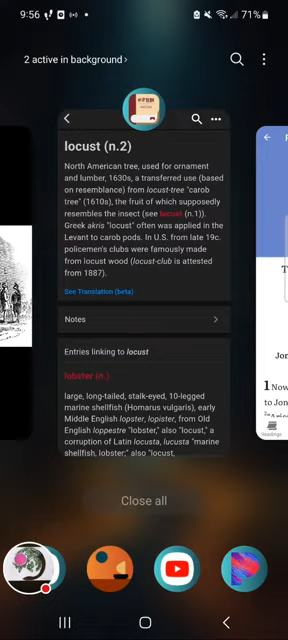 9:56
71%
2 active in background >
locust (n.2)
North American tree, used for ornament
and lumber, 1630s, a transferred use (based
on resemblance) from locust-tree "carob
tree" (1610s), the fruit of which supposedly
resembles the insect (see locust (n.1)).
Greek akris "locust" often was applied in the
Levant to carob pods. In U.S. from late 19c.
policemen's clubs were famously made
from locust wood (locust-club is attested
from 1887).
See Translation (beta)
Notes
Entries linking to locust
lobster (n.)
large, long-tailed, stalk-eyed, 10-legged
marine shellfish (Homarus vulgaris), early
Middle English lopster, lopister, from Old
English loppestre "lobster," also "locust," a
corruption of Latin locusta, lucusta "marine
shellfish, lobster;" also "locust,
T
Jon
1 Now
to Jon
Headings
Close all